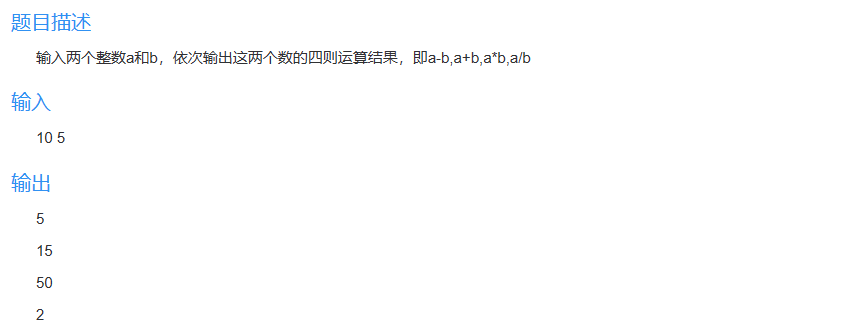 题目描述
输入两个整数a和b，依次输出这两个数的四则运算结果，即a-b,a+b,a*b,a/b
输入
10 5
输出
5
15
50
2